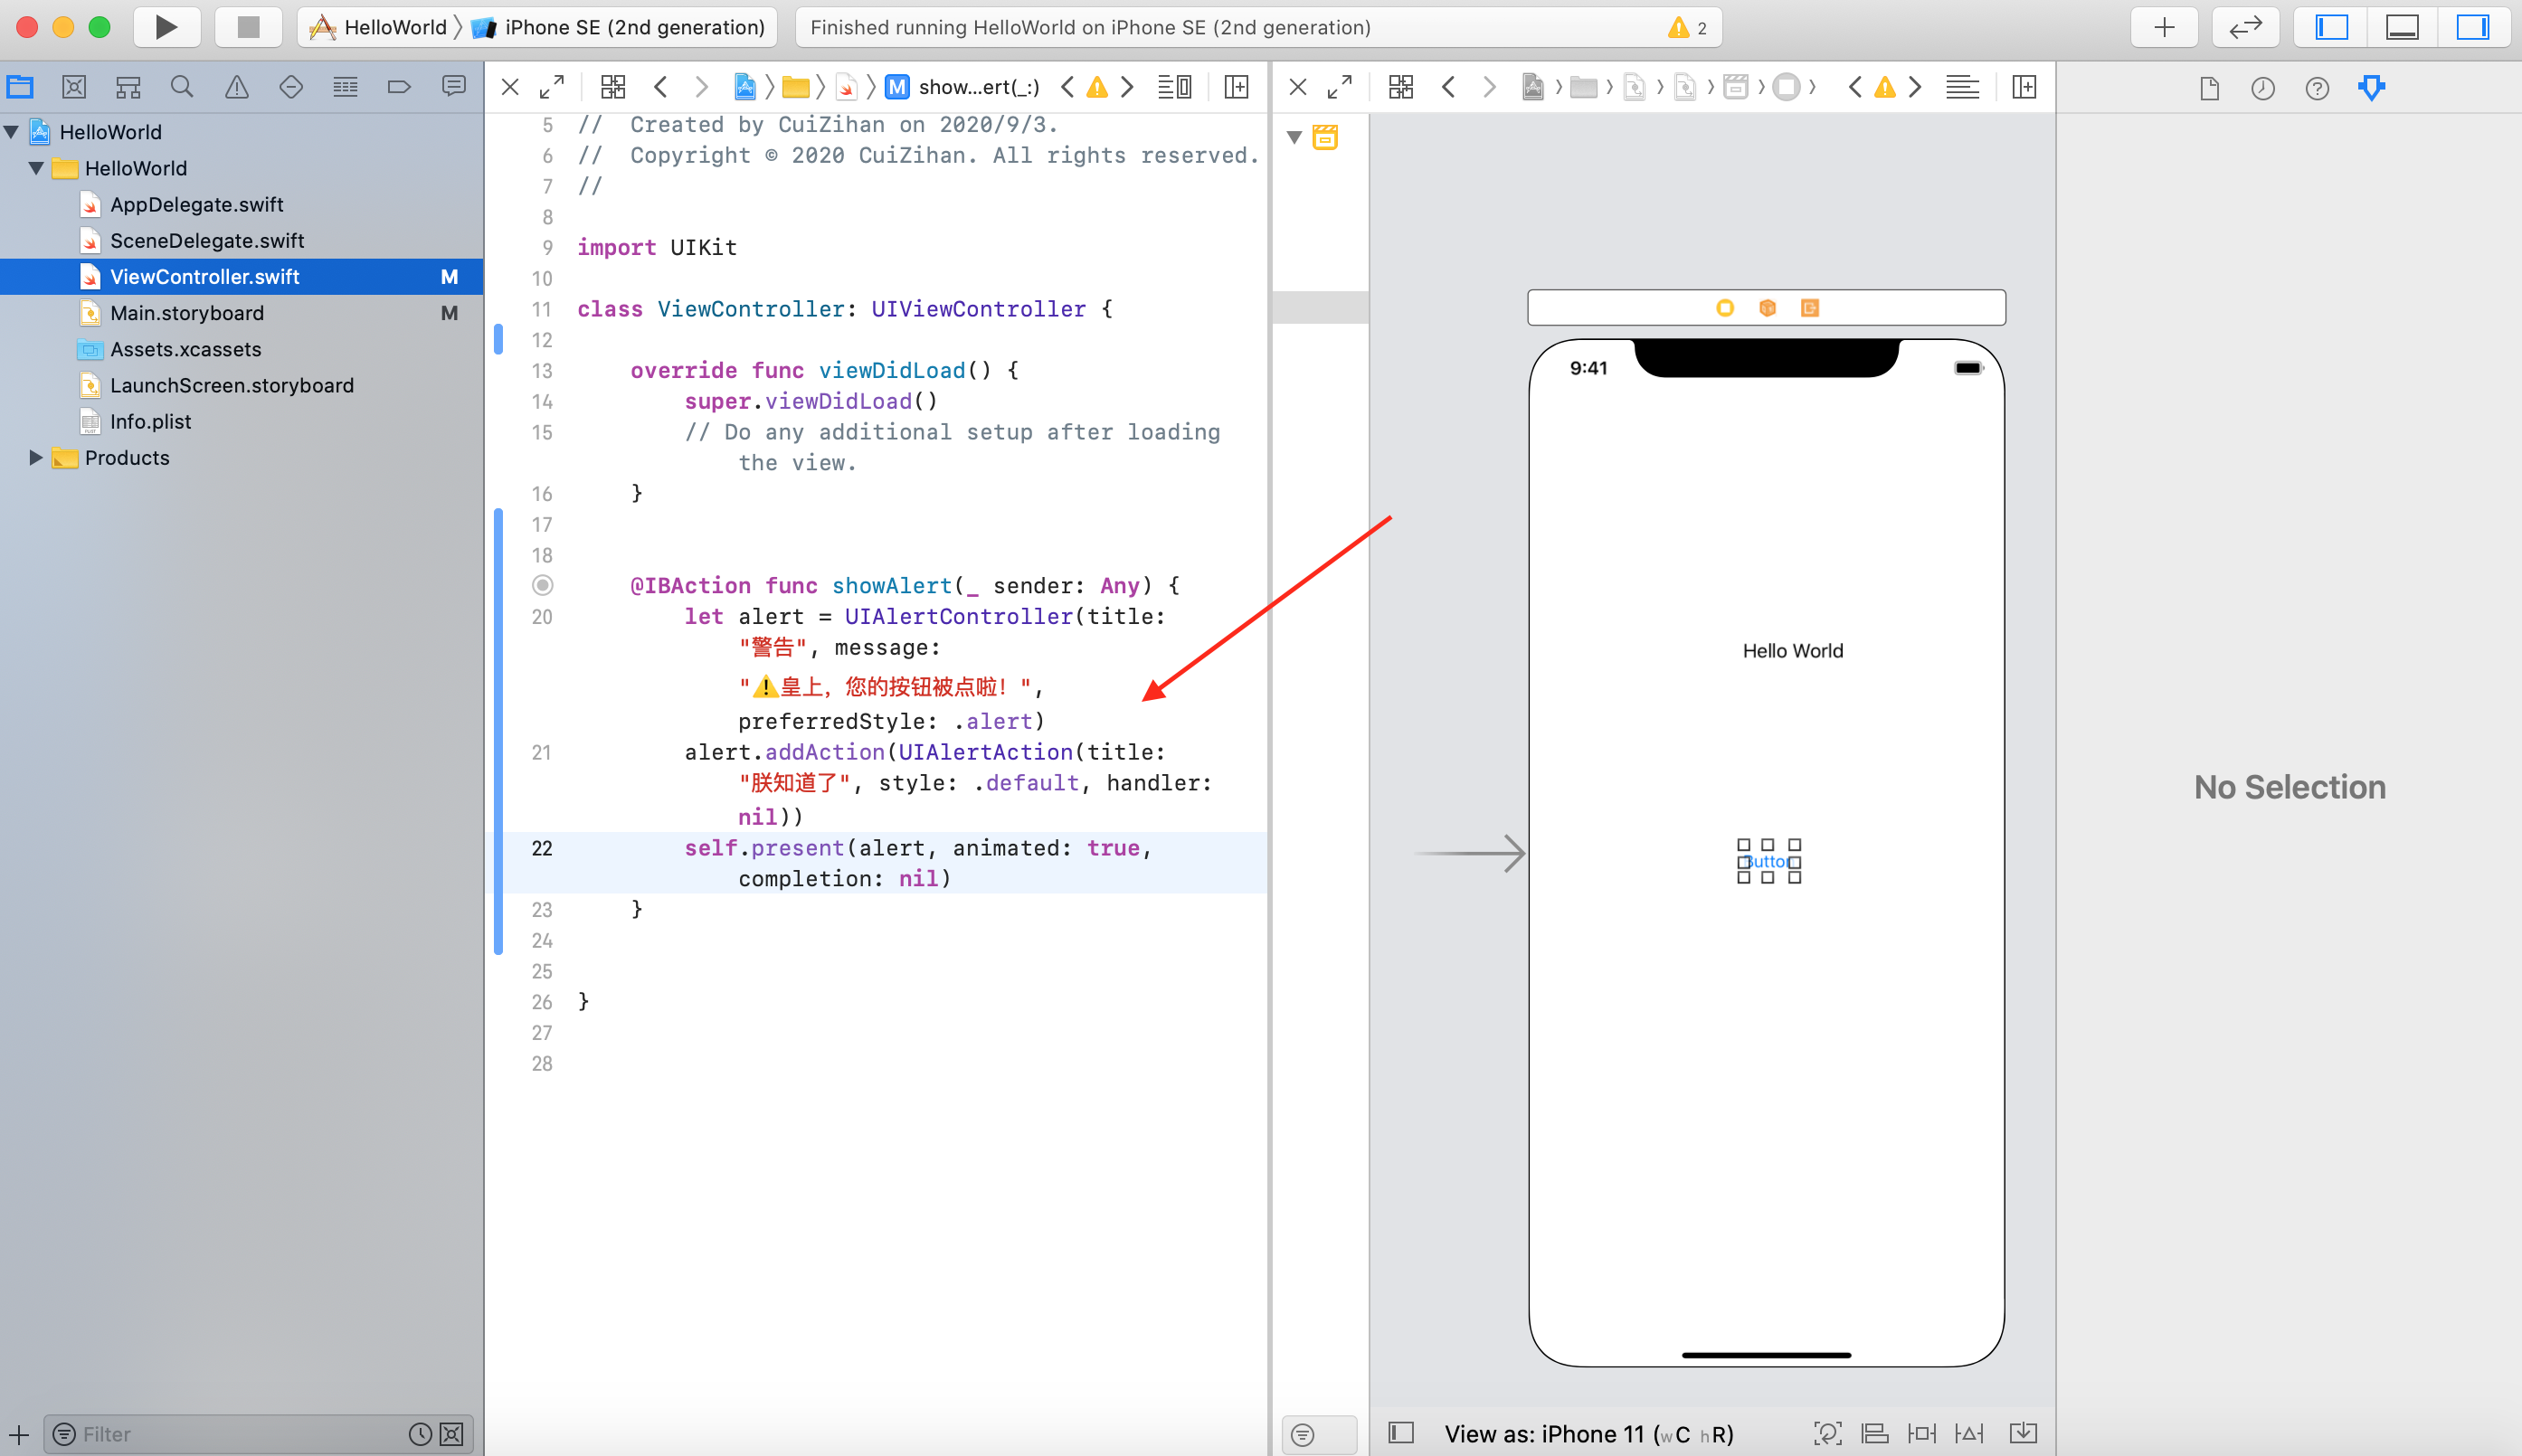 HelloWorld
iPhone SE (2nd generation)
Finished running HelloWorld on iPhone SE (2nd generation)
2
HelloWorld
HelloWorld
AppDelegate.swift
SceneDelegate.swift
ViewController.swift M
Main.storyboard M
Assets.xcassets
LaunchScreen.storyboard
Info.plist
Products
Filter
M show...ert(_:)
5 //  Created by CuiZihan on 2020/9/3.
6 //  Copyright © 2020 CuiZihan. All rights reserved.
7 //
8
9 import UIKit
10
11 class ViewController: UIViewController {
12
13     override func viewDidLoad() {
14         super.viewDidLoad()
15         // Do any additional setup after loading
the view.
16     }
17
18
@IBAction func showAlert(_ sender: Any) {
20         let alert = UIAlertController(title:
"警告", message:
"⚠️皇上，您的按钮被点啦！",
preferredStyle: .alert)
21         alert.addAction(UIAlertAction(title:
"朕知道了", style: .default, handler:
nil))
22         self.present(alert, animated: true,
completion: nil)
23     }
24
25
26 }
27
28
9:41
Hello World
Button
View as: iPhone 11 (wC hR)
No Selection